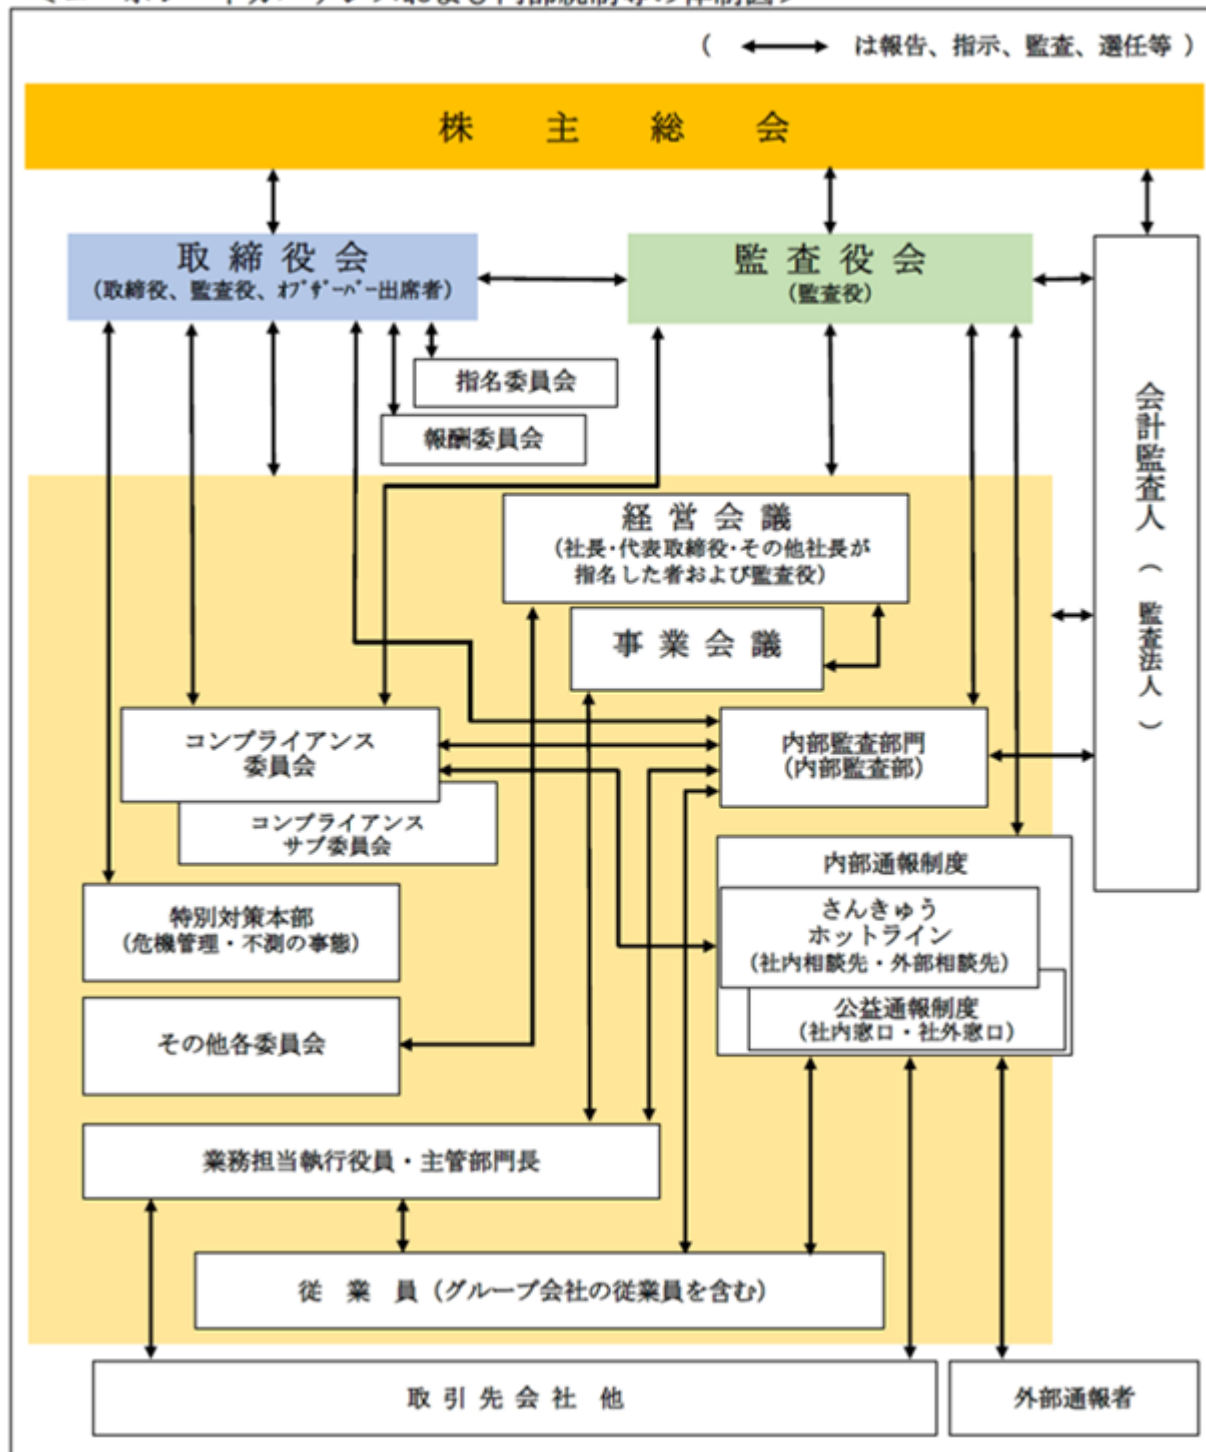 ( は報告、指示、監査、選任等 )
株主総会
取締役会
(取締役、監査役、ｵﾌﾞｻﾞｰﾊﾞｰ出席者)
監査役会
(監査役)
指名委員会
報酬委員会
会計監査人（監査法人）
経営会議
(社長･代表取締役･その他社長が
指名した者および監査役)
事業会議
コンプライアンス
委員会
コンプライアンス
サブ委員会
内部監査部門
(内部監査部)
内部通報制度
さんきゅう
ホットライン
(社内相談先・外部相談先)
公益通報制度
(社内窓口・社外窓口)
特別対策本部
(危機管理・不測の事態)
その他各委員会
業務担当執行役員・主管部門長
従業員(グループ会社の従業員を含む)
取引先会社他
外部通報者